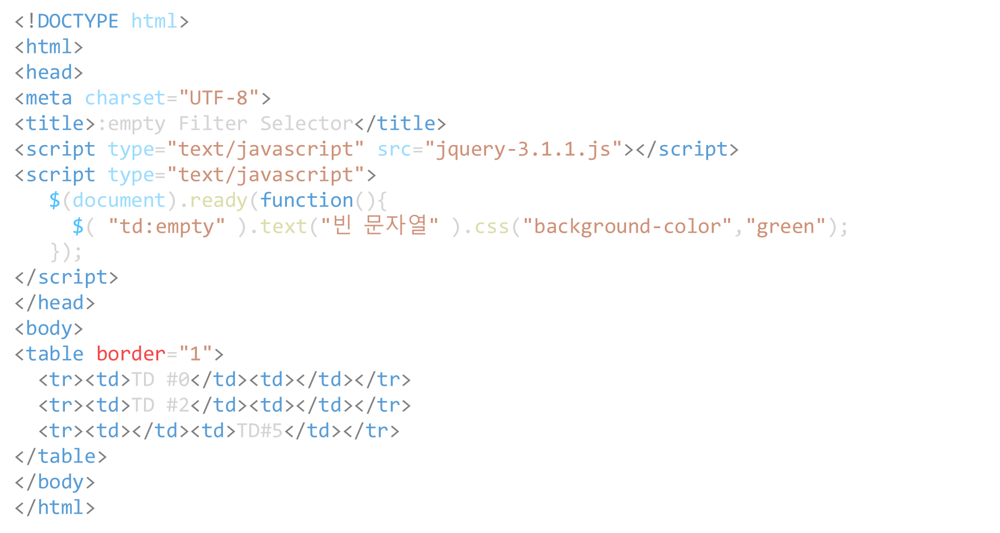 <!DOCTYPE html>
<html>
<head>
<meta charset="UTF-8">
<title>:empty Filter Selector</title>
<script type="text/javascript" src="jquery-3.1.1.js"></script>
<script type="text/javascript">
   $(document).ready(function(){
     $( "td:empty" ).text("빈 문자열" ).css("background-color","green");
   });
</script>
</head>
<body>
<table border="1">
  <tr><td>TD #0</td><td></td></tr>
  <tr><td>TD #2</td><td></td></tr>
  <tr><td></td><td>TD#5</td></tr>
</table>
</body>
</html>